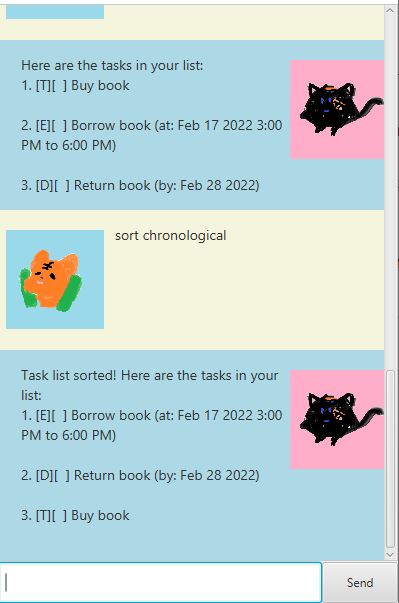 Here are the tasks in your list:
1. [T][  ] Buy book
2. [E][  ] Borrow book (at: Feb 17 2022 3:00
PM to 6:00 PM)
3. [D][  ] Return book (by: Feb 28 2022)
sort chronological
Task list sorted! Here are the tasks in your
list:
1. [E][  ] Borrow book (at: Feb 17 2022 3:00
PM to 6:00 PM)
2. [D][  ] Return book (by: Feb 28 2022)
3. [T][  ] Buy book
Send